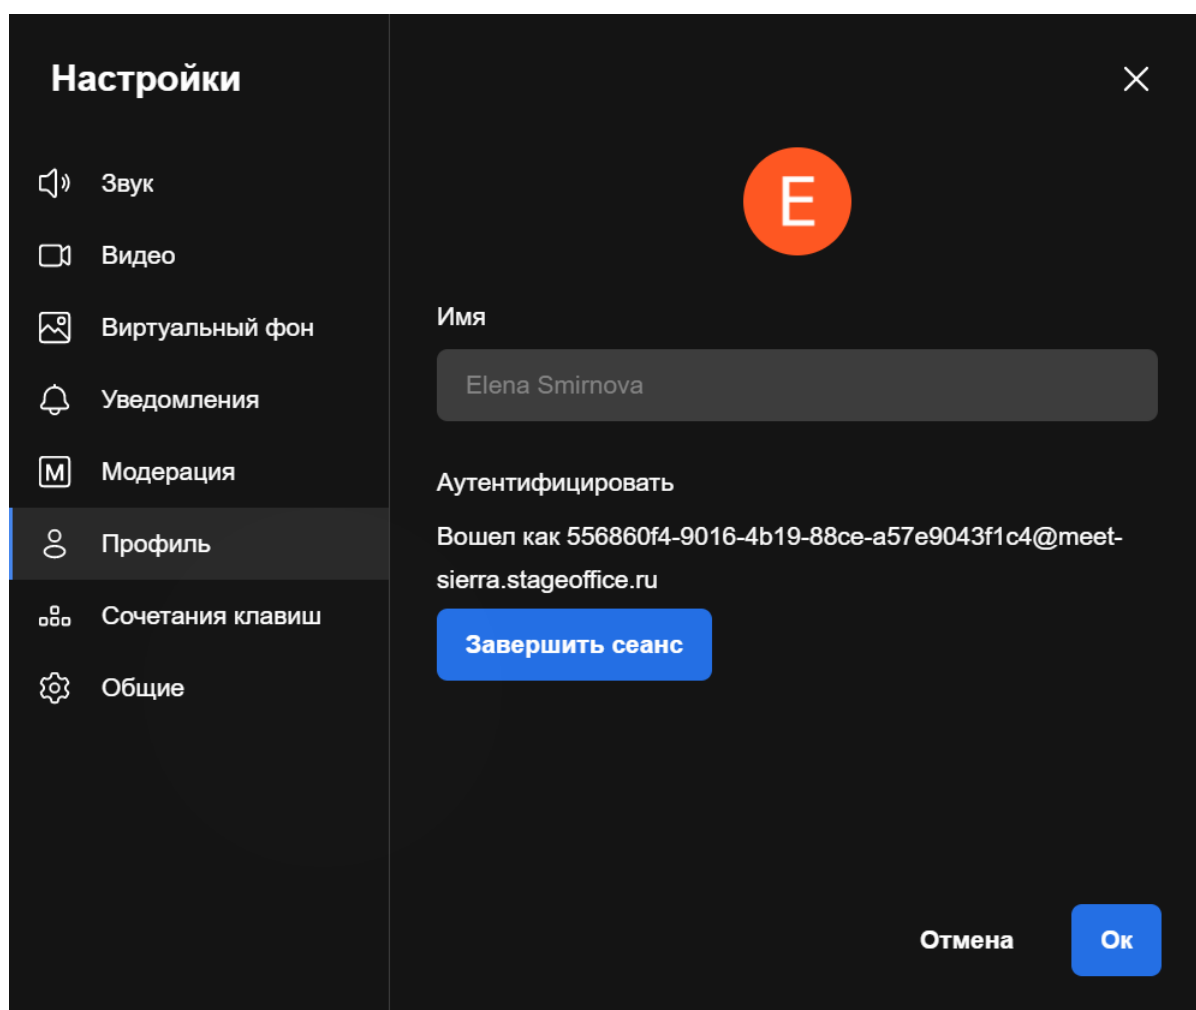 Настройки
Звук
Видео
Виртуальный фон
Уведомления
M Модерация
Профиль
Сочетания клавиш
Общие
E
Имя
Elena Smirnova
Аутентифицировать
Вошел как 556860f4-9016-4b19-88ce-a57e9043f1c4@meet-
sierra.stageoffice.ru
Завершить сеанс
Отмена
Ок